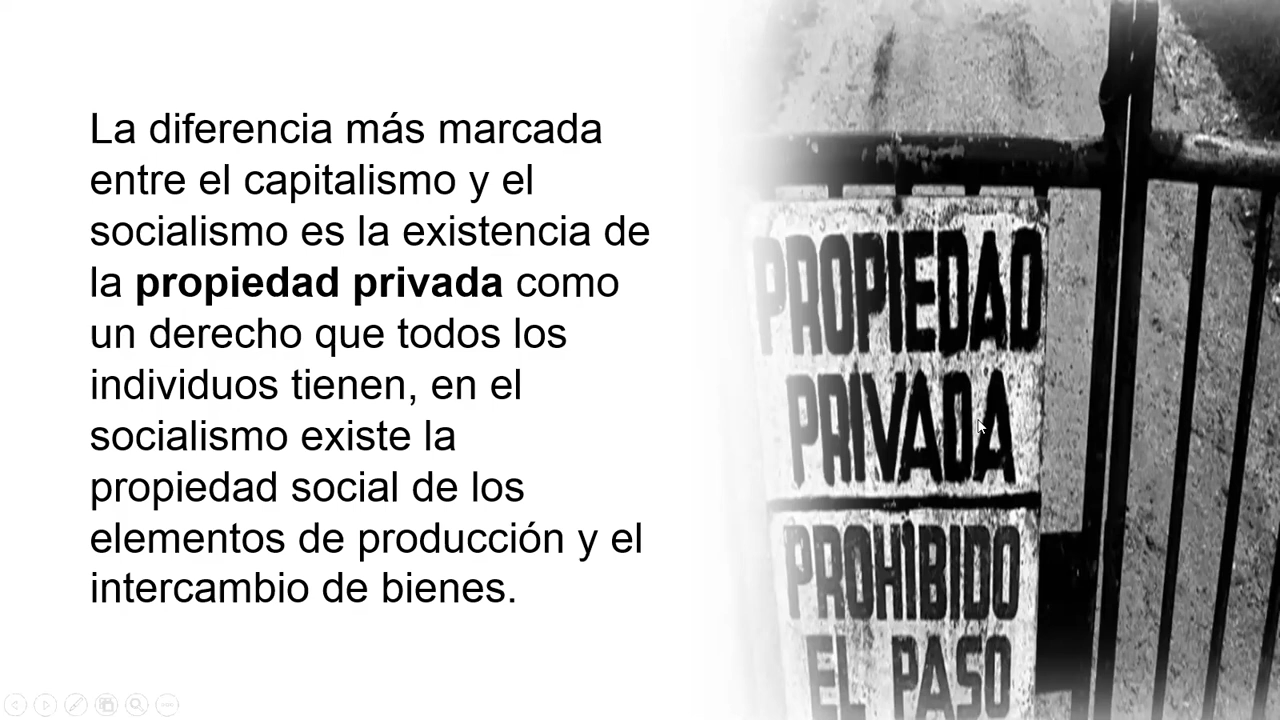 La diferencia más marcada
entre el capitalismo y el
socialismo es la existencia de
la propiedad privada como
un derecho que todos los
individuos tienen, en el
socialismo existe la
propiedad social de los
elementos de producción y el
intercambio de bienes.
PROPIEDAD
PRIVADA
PROHIBIDO
EL PASO